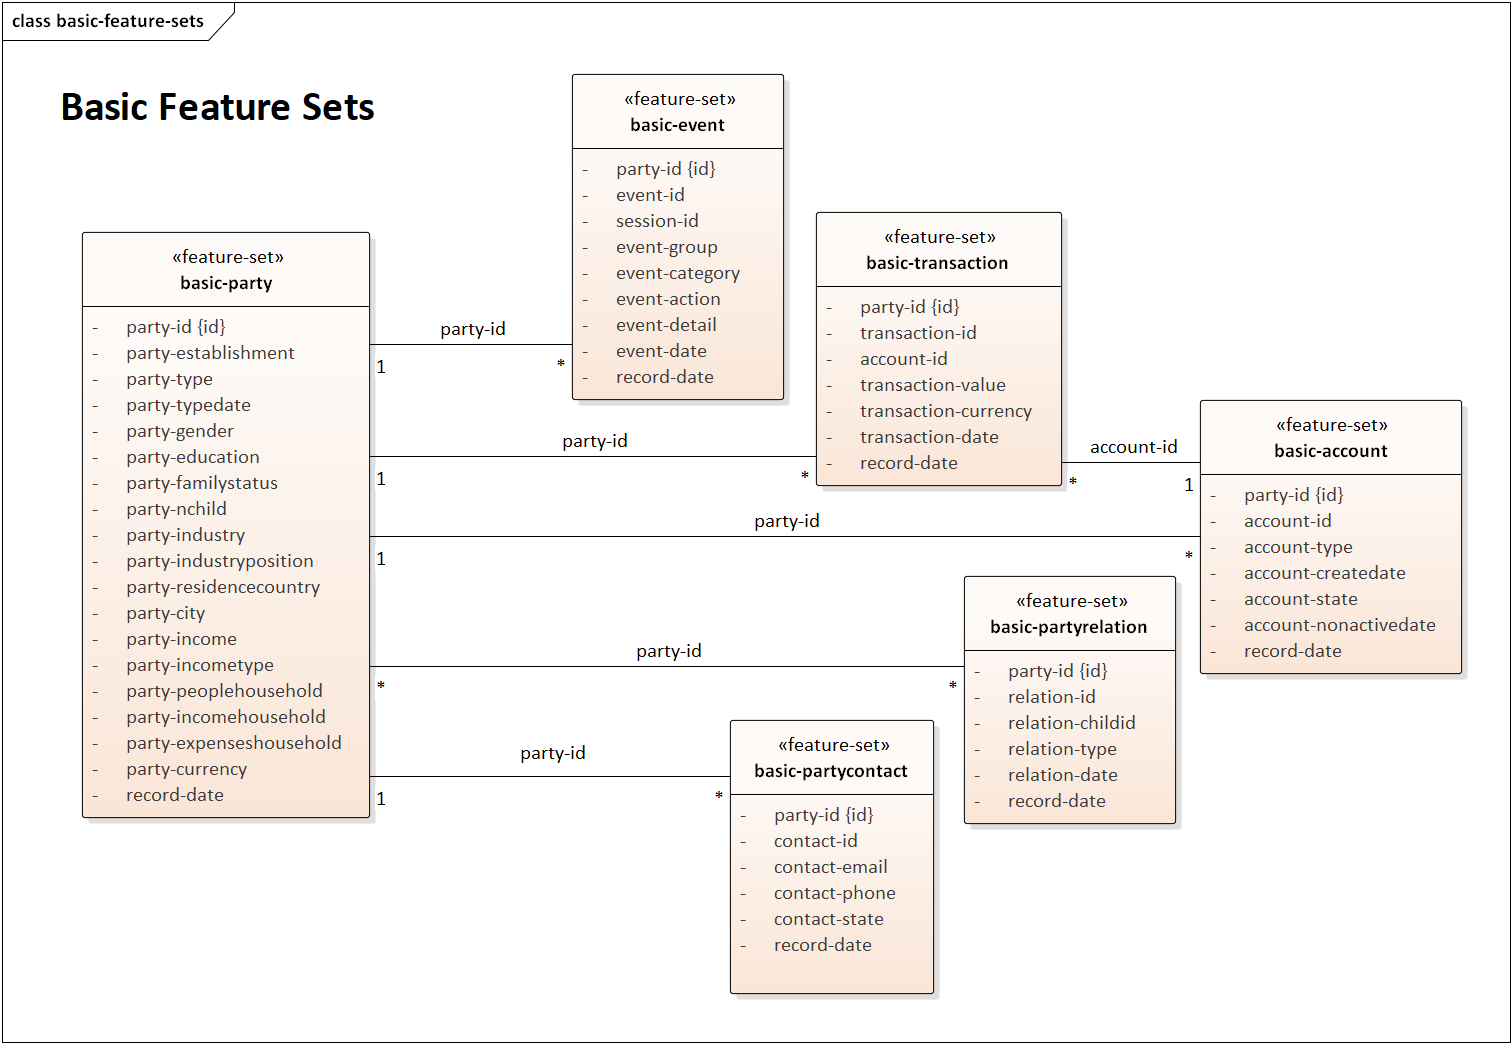 class basic-feature-sets
Basic Feature Sets
«feature-set»
basic-event
- party-id {id}
- event-id
- session-id
- event-group
- event-category
- event-action
- event-detail
- event-date
- record-date
«feature-set»
basic-transaction
- party-id {id}
- transaction-id
- account-id
- transaction-value
- transaction-currency
- transaction-date
- record-date
«feature-set»
basic-party
- party-id {id}
- party-establishment
- party-type
- party-typedate
- party-gender
- party-education
- party-familystatus
- party-nchild
- party-industry
- party-industryposition
- party-residencecountry
- party-city
- party-income
- party-incometype
- party-peoplehousehold
- party-incomehousehold
- party-expenseshousehold
- party-currency
- record-date
party-id
1 *
party-id
1 *
account-id
* 1
party-id
1 *
party-id
* *
party-id
1 *
«feature-set»
basic-account
- party-id {id}
- account-id
- account-type
- account-createdate
- account-state
- account-nonactivedate
- record-date
«feature-set»
basic-partyrelation
- party-id {id}
- relation-id
- relation-childid
- relation-type
- relation-date
- record-date
«feature-set»
basic-partycontact
- party-id {id}
- contact-id
- contact-email
- contact-phone
- contact-state
- record-date